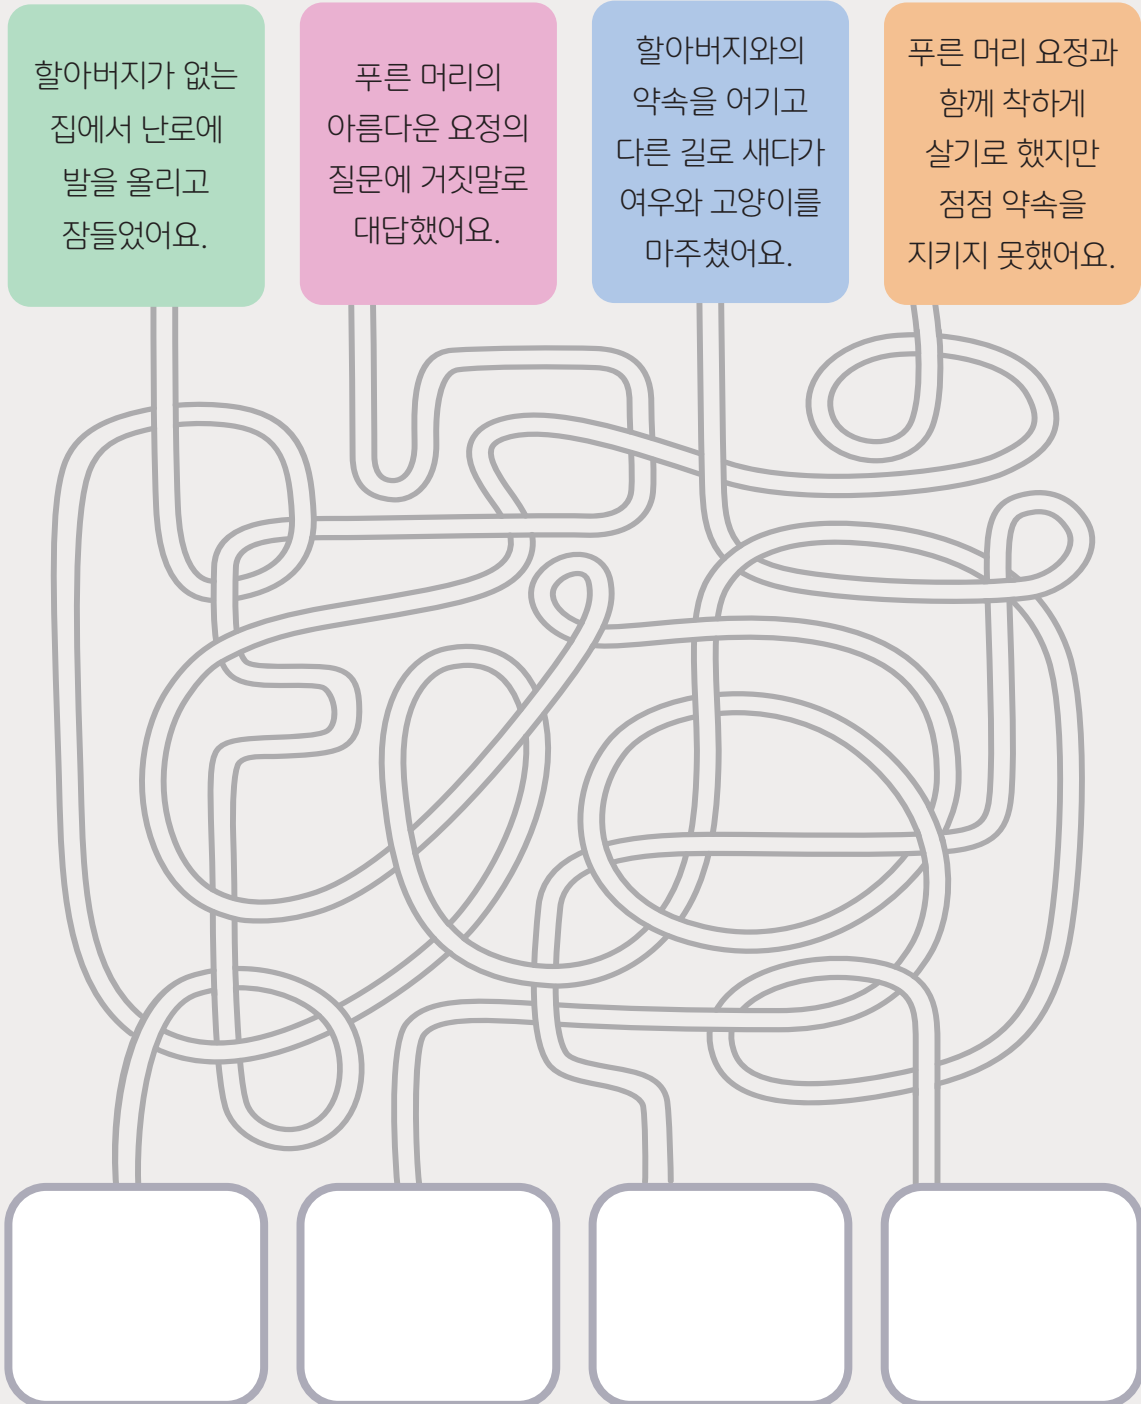 할아버지가 없는
집에서 난로에
발을 올리고
잠들었어요.
푸른 머리의
아름다운 요정의
질문에 거짓말로
대답했어요.
할아버지와의
약속을 어기고
다른 길로 새다가
여우와 고양이를
마주쳤어요.
푸른 머리 요정과
함께 착하게
살기로 했지만
점점 약속을
지키지 못했어요.